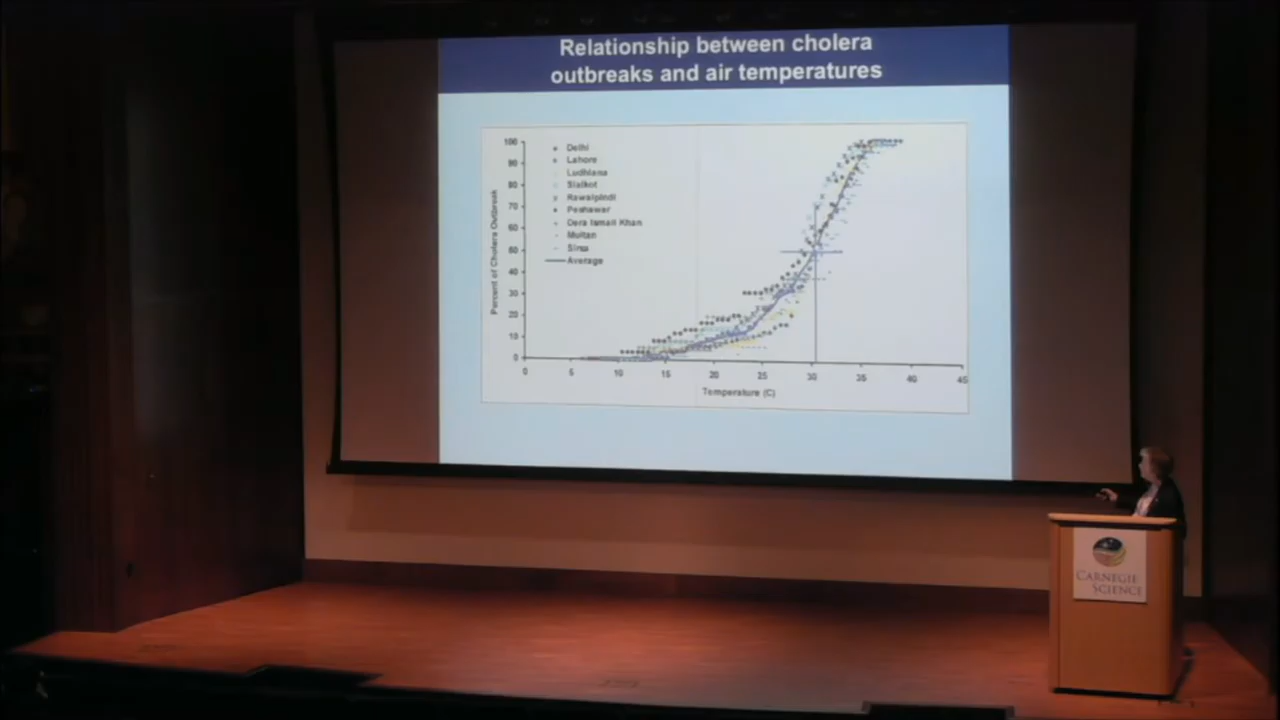 Relationship between cholera
outbreaks and air temperatures
Percent of Cholera Outbreak
100
90
80
70
60
50
40
30
20
10
0
Delhi
Lahore
Ludhiana
Sialkot
Rawalpindi
Peshawar
Dera Ismail Khan
Multan
Sirsa
Average
0 5 10 15 20 25 30 35 40 45
Temperature (C)
CARNEGIE
SCIENCE